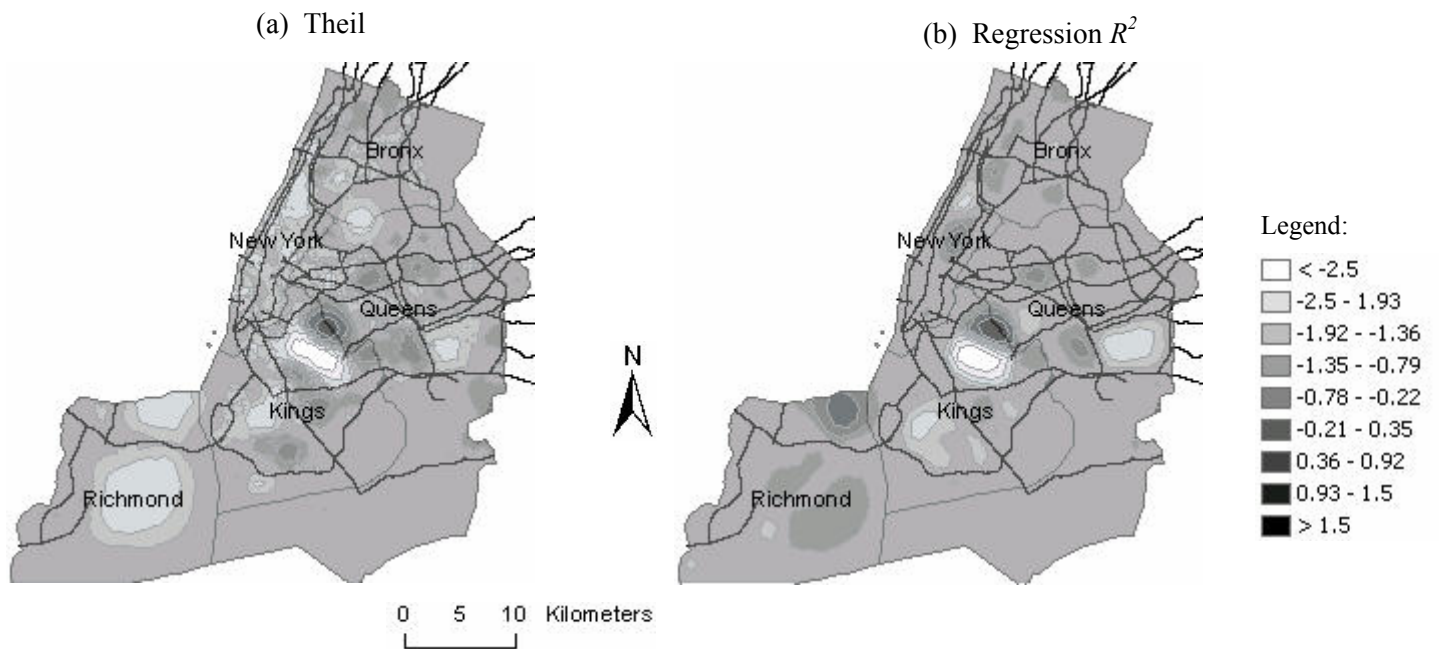 (a) Theil
(b) Regression R²
Bronx
New York
Queens
Kings
Richmond
Bronx
New York
Queens
Kings
Richmond
N
0 5 10 Kilometers
Legend:
< -2.5
-2.5 - 1.93
-1.92 - -1.36
-1.35 - -0.79
-0.78 - -0.22
-0.21 - 0.35
0.36 - 0.92
0.93 - 1.5
> 1.5